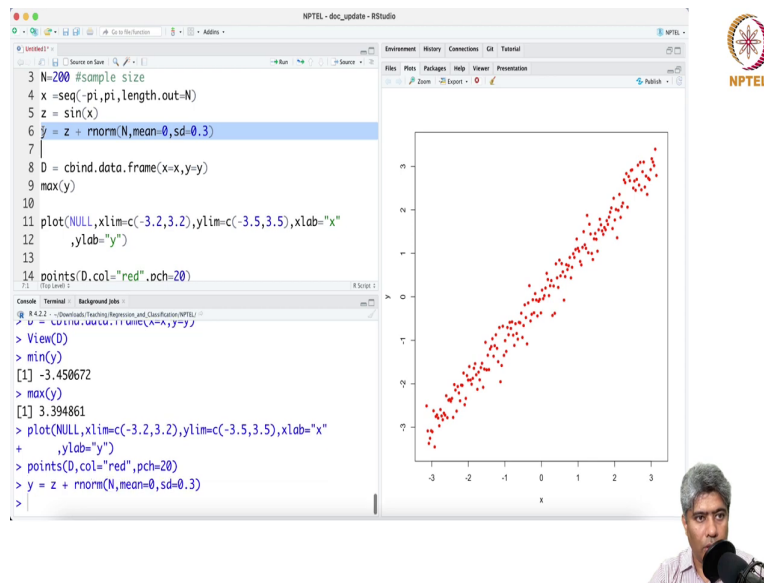 NPTEL - doc_update - RStudio
Go to file/function
Addins
NPTEL
Untitled1*
Source on Save
Run
Source
3 N=200 #sample size
4 x =seq(-pi,pi,length.out=N)
5 z = sin(x)
6 y = z + rnorm(N,mean=0,sd=0.3)
7
8 D = cbind.data.frame(x=x,y=y)
9 max(y)
10
11 plot(NULL,xlim=c(-3.2,3.2),ylim=c(-3.5,3.5),xlab="x"
12 ,ylab="y")
13
14 points(D,col="red",pch=20)
7:1 (Top Level) R Script
Console Terminal Background Jobs
R 4.2.2 · ~/Downloads/Teaching/Regression_and_Classification/NPTEL/
> D = cbind.data.frame(x=x,y=y)
> View(D)
> min(y)
[1] -3.450672
> max(y)
[1] 3.394861
> plot(NULL,xlim=c(-3.2,3.2),ylim=c(-3.5,3.5),xlab="x"
+ ,ylab="y")
> points(D,col="red",pch=20)
> y = z + rnorm(N,mean=0,sd=0.3)
>
Environment History Connections Git Tutorial
Files Plots Packages Help Viewer Presentation
Zoom Export Publish
3
2
1
0
-1
-2
-3
y
-3 -2 -1 0 1 2 3
x
NPTEL